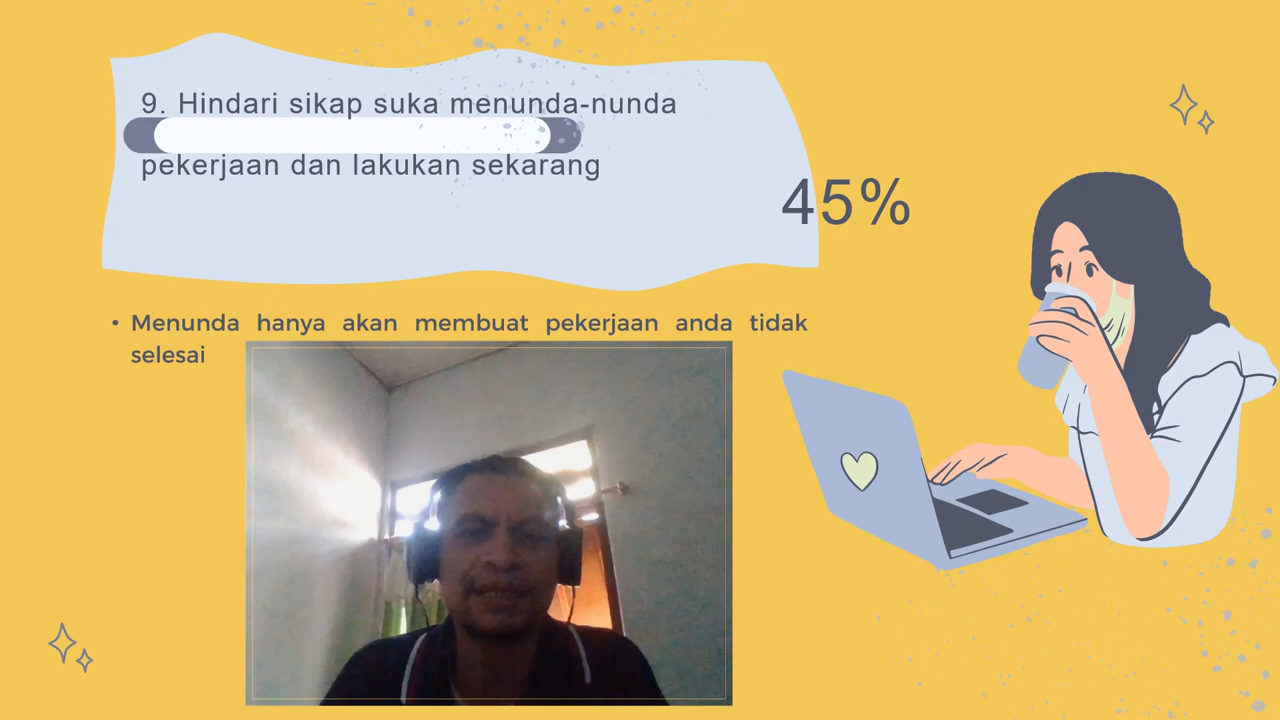 9. Hindari sikap suka menunda-nunda
pekerjaan dan lakukan sekarang
45%
• Menunda hanya akan membuat pekerjaan anda tidak
selesai